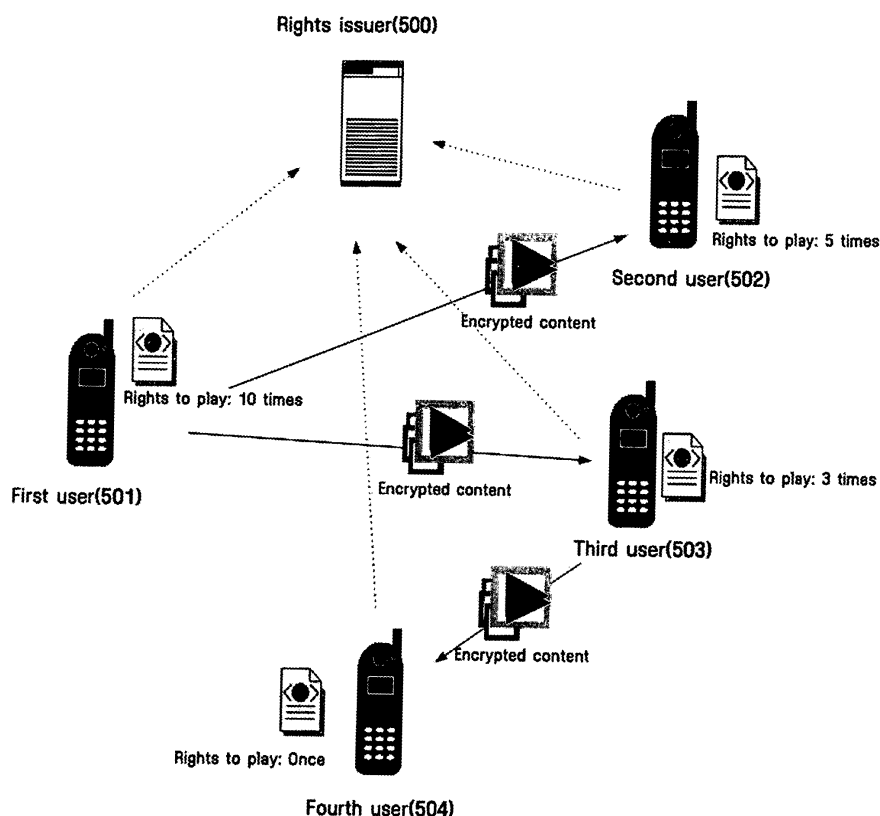 Rights issuer(500)
Rights to play: 5 times
Second user(502)
Encrypted content
Rights to play: 10 times
First user(501)
Encrypted content
Rights to play: 3 times
Third user(503)
Encrypted content
Rights to play: Once
Fourth user(504)